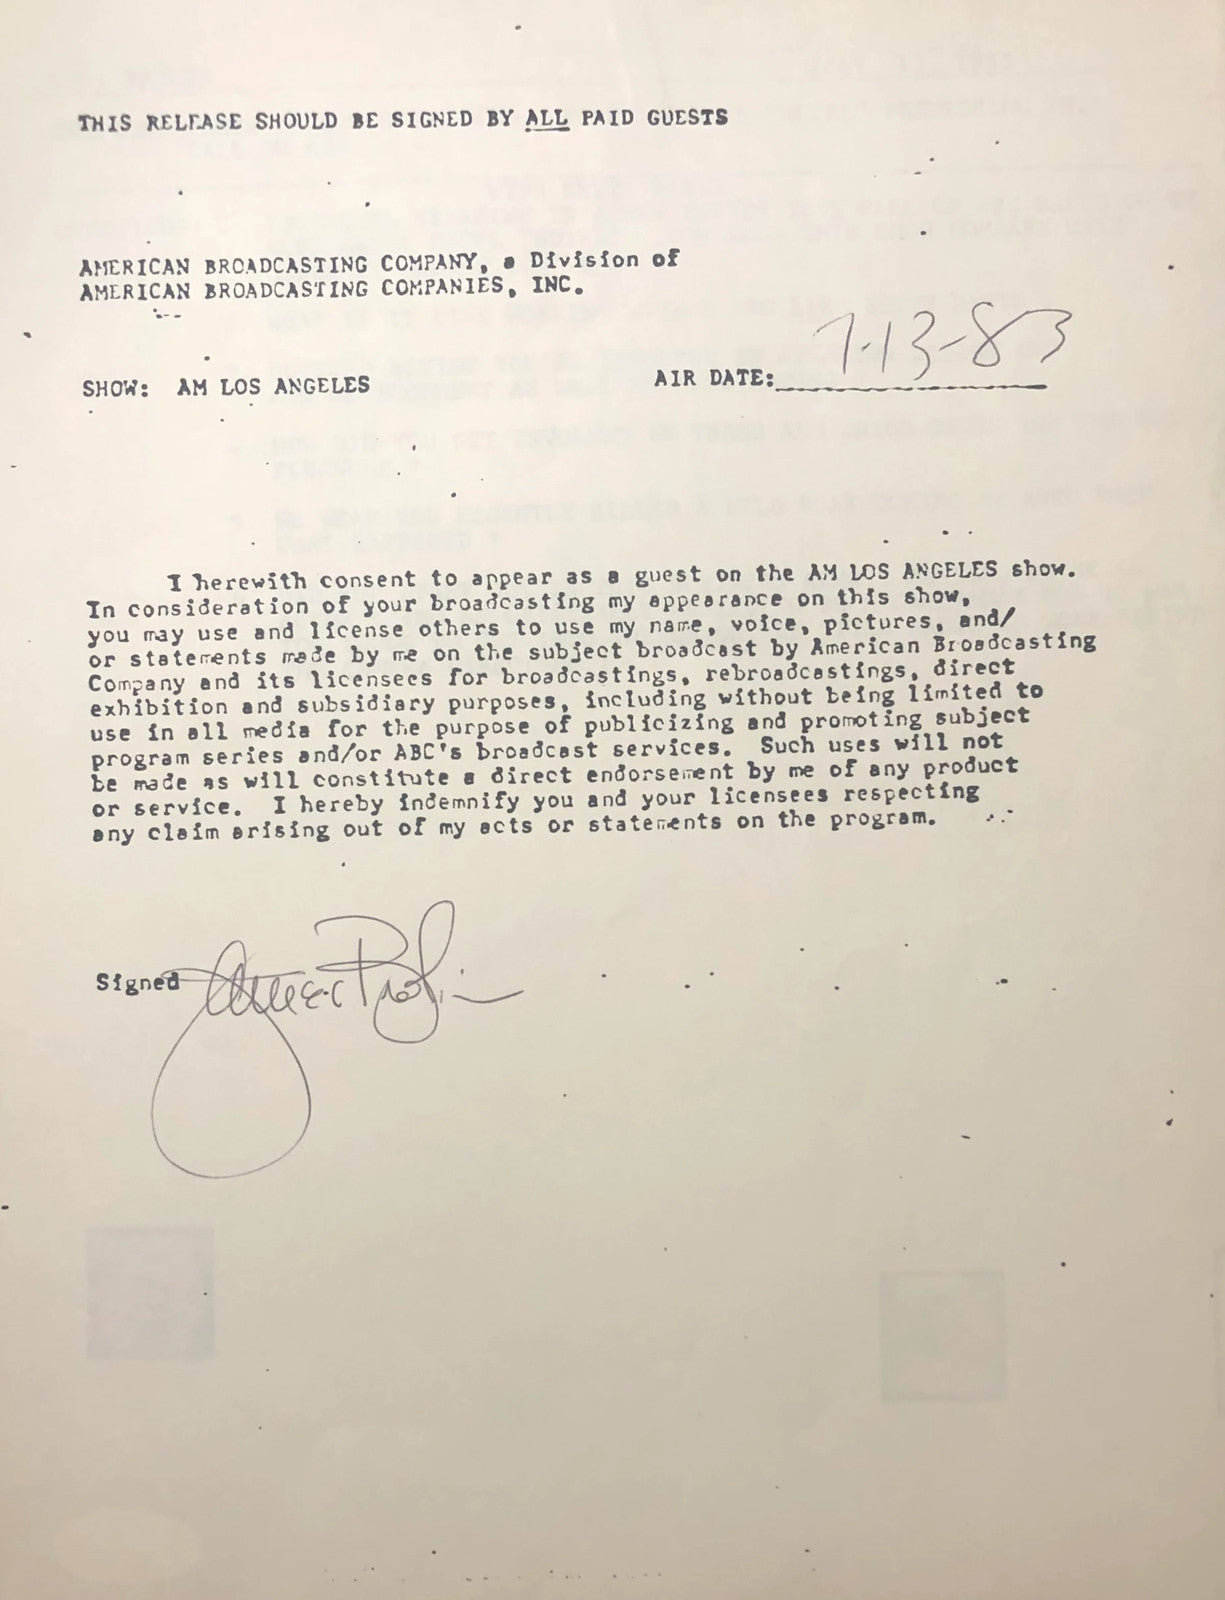 THIS RELEASE SHOULD BE SIGNED BY ALL PAID GUESTS
AMERICAN BROADCASTING COMPANY, a Division of
AMERICAN BROADCASTING COMPANIES, INC.
SHOW: AM LOS ANGELES AIR DATE: 7-13-83
I herewith consent to appear as a guest on the AM LOS ANGELES show.
In consideration of your broadcasting my appearance on this show,
you may use and license others to use my name, voice, pictures, and/
or statements made by me on the subject broadcast by American Broadcasting
Company and its licensees for broadcastings, rebroadcastings, direct
exhibition and subsidiary purposes, including without being limited to
use in all media for the purpose of publicizing and promoting subject
program series and/or ABC's broadcast services. Such uses will not
be made as will constitute a direct endorsement by me of any product
or service. I hereby indemnify you and your licensees respecting
any claim arising out of my acts or statements on the program.
Signed